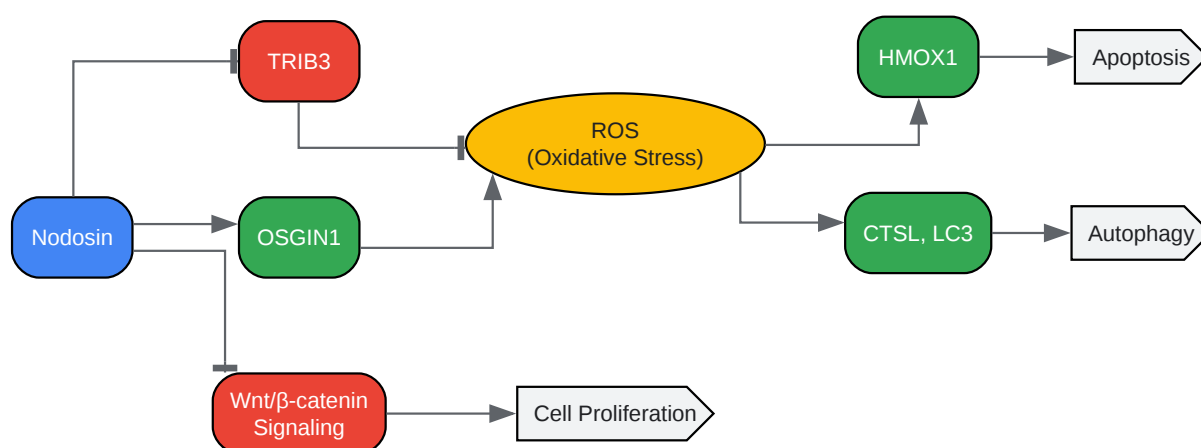 TRIB3
HMOX1
Apoptosis
ROS
(Oxidative Stress)
Nodosin
OSGIN1
CTSL, LC3
Autophagy
Wnt/β-catenin
Signaling
Cell Proliferation